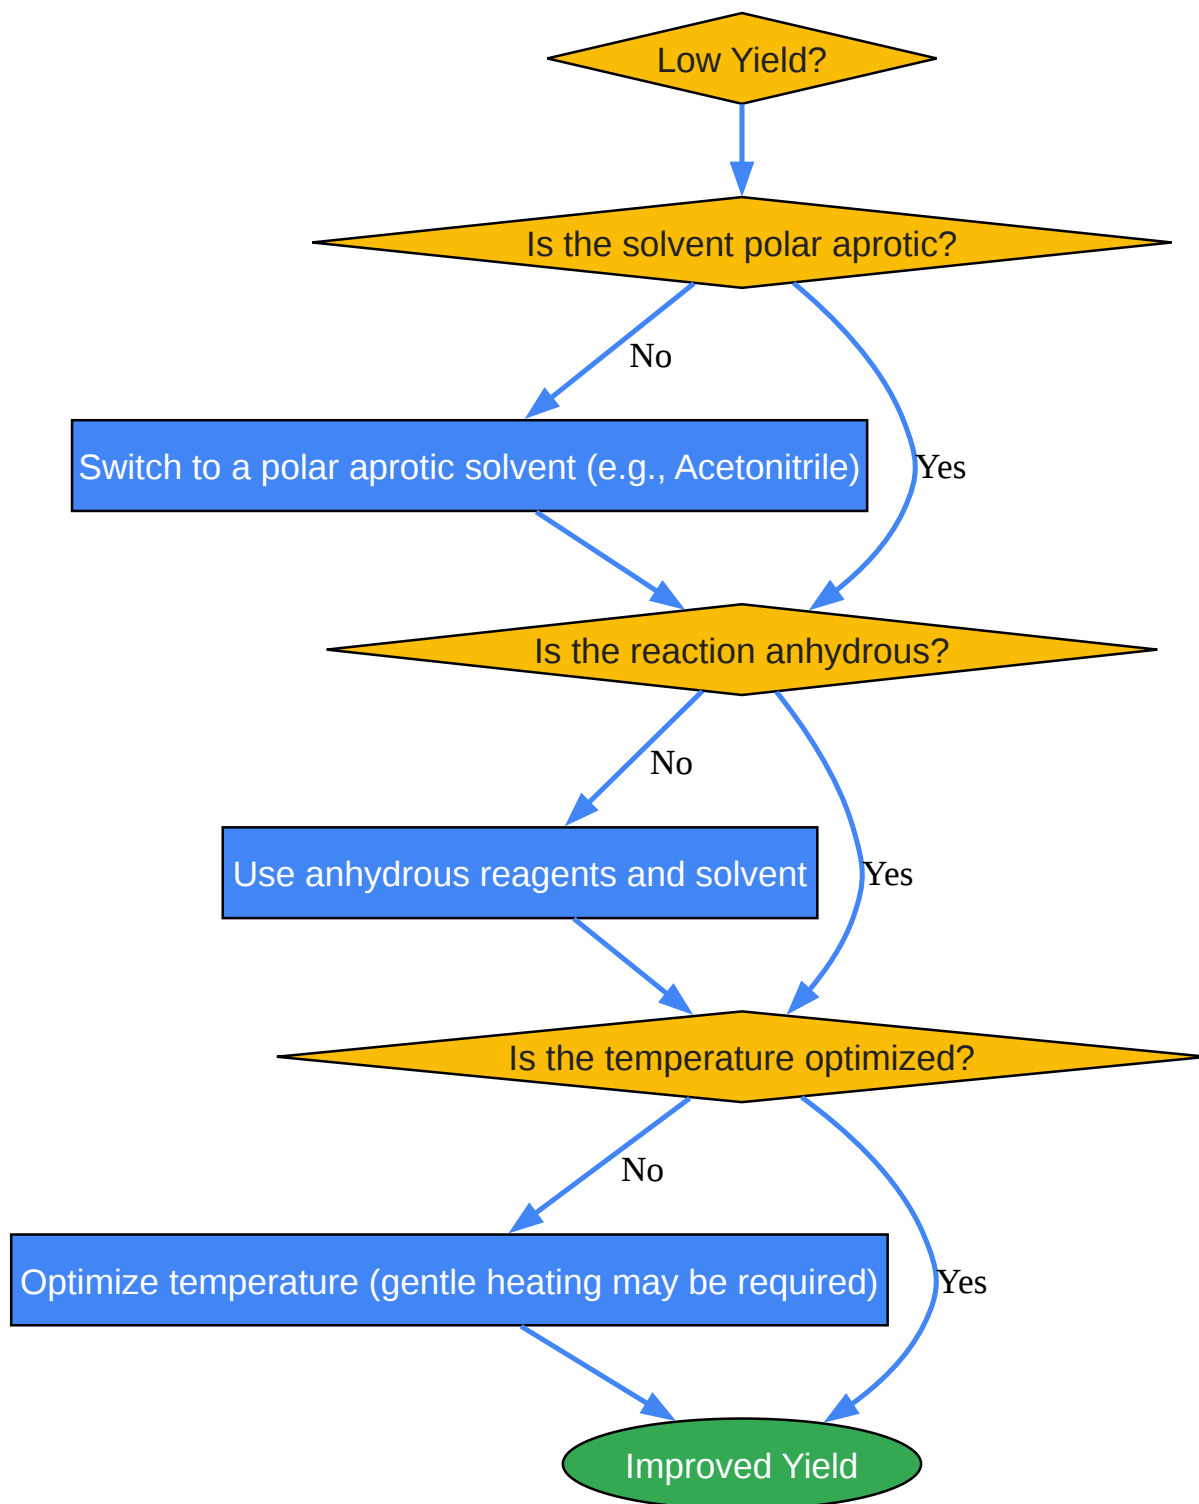 Low Yield?
Is the solvent polar aprotic?
No
Switch to a polar aprotic solvent (e.g., Acetonitrile)
Yes
Is the reaction anhydrous?
No
Use anhydrous reagents and solvent
Yes
Is the temperature optimized?
No
Optimize temperature (gentle heating may be required)
Yes
Improved Yield